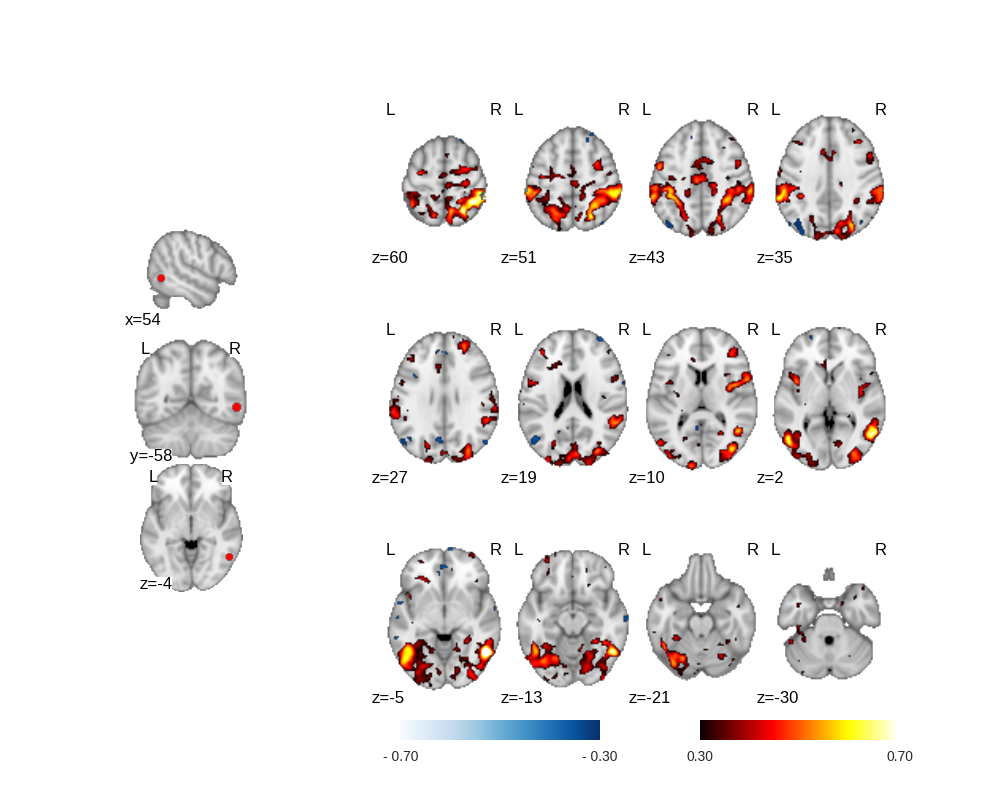 L R L R L R L R
z=60 z=51 z=43 z=35
x=54
L R
y=-58
L R
z=-4
L R L R L R L R
z=27 z=19 z=10 z=2
L R L R L R L R
z=-5 z=-13 z=-21 z=-30
- 0.70 - 0.30 0.30 0.70